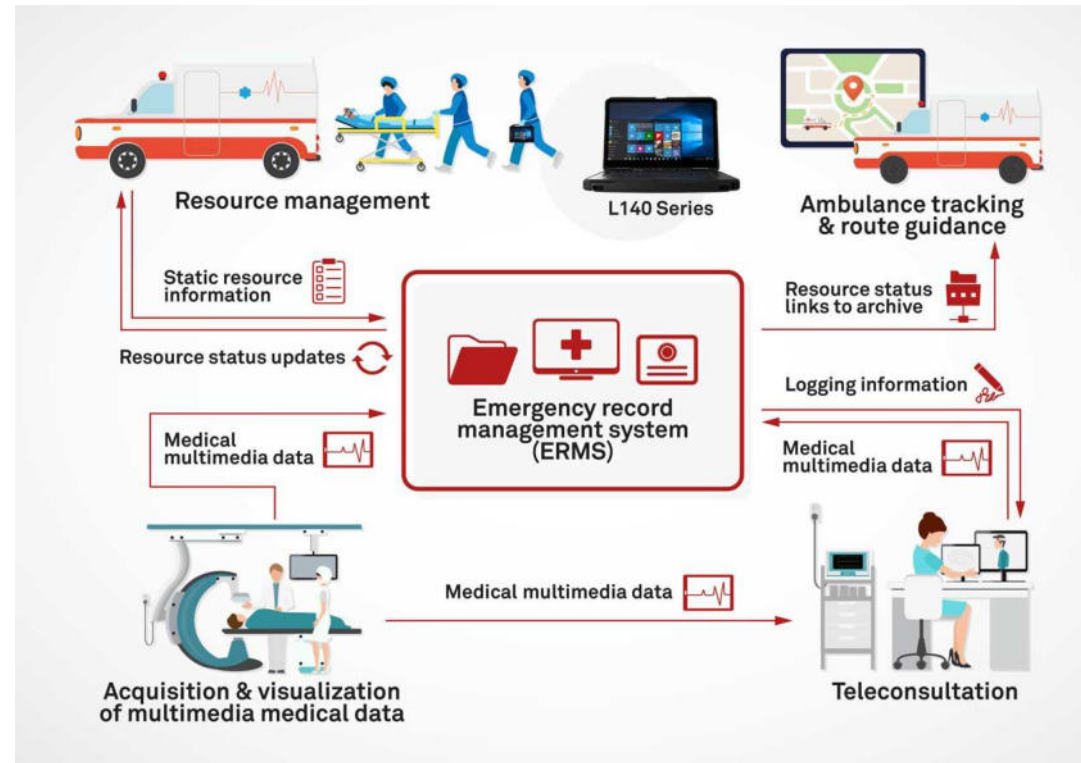 Resource management
L140 Series
Ambulance tracking
& route guidance
Static resource
information
Resource status
links to archive
Resource status updates
Logging information
Emergency record
management system
(ERMS)
Medical
multimedia data
Medical
multimedia data
Medical multimedia data
Acquisition & visualization
of multimedia medical data
Teleconsultation